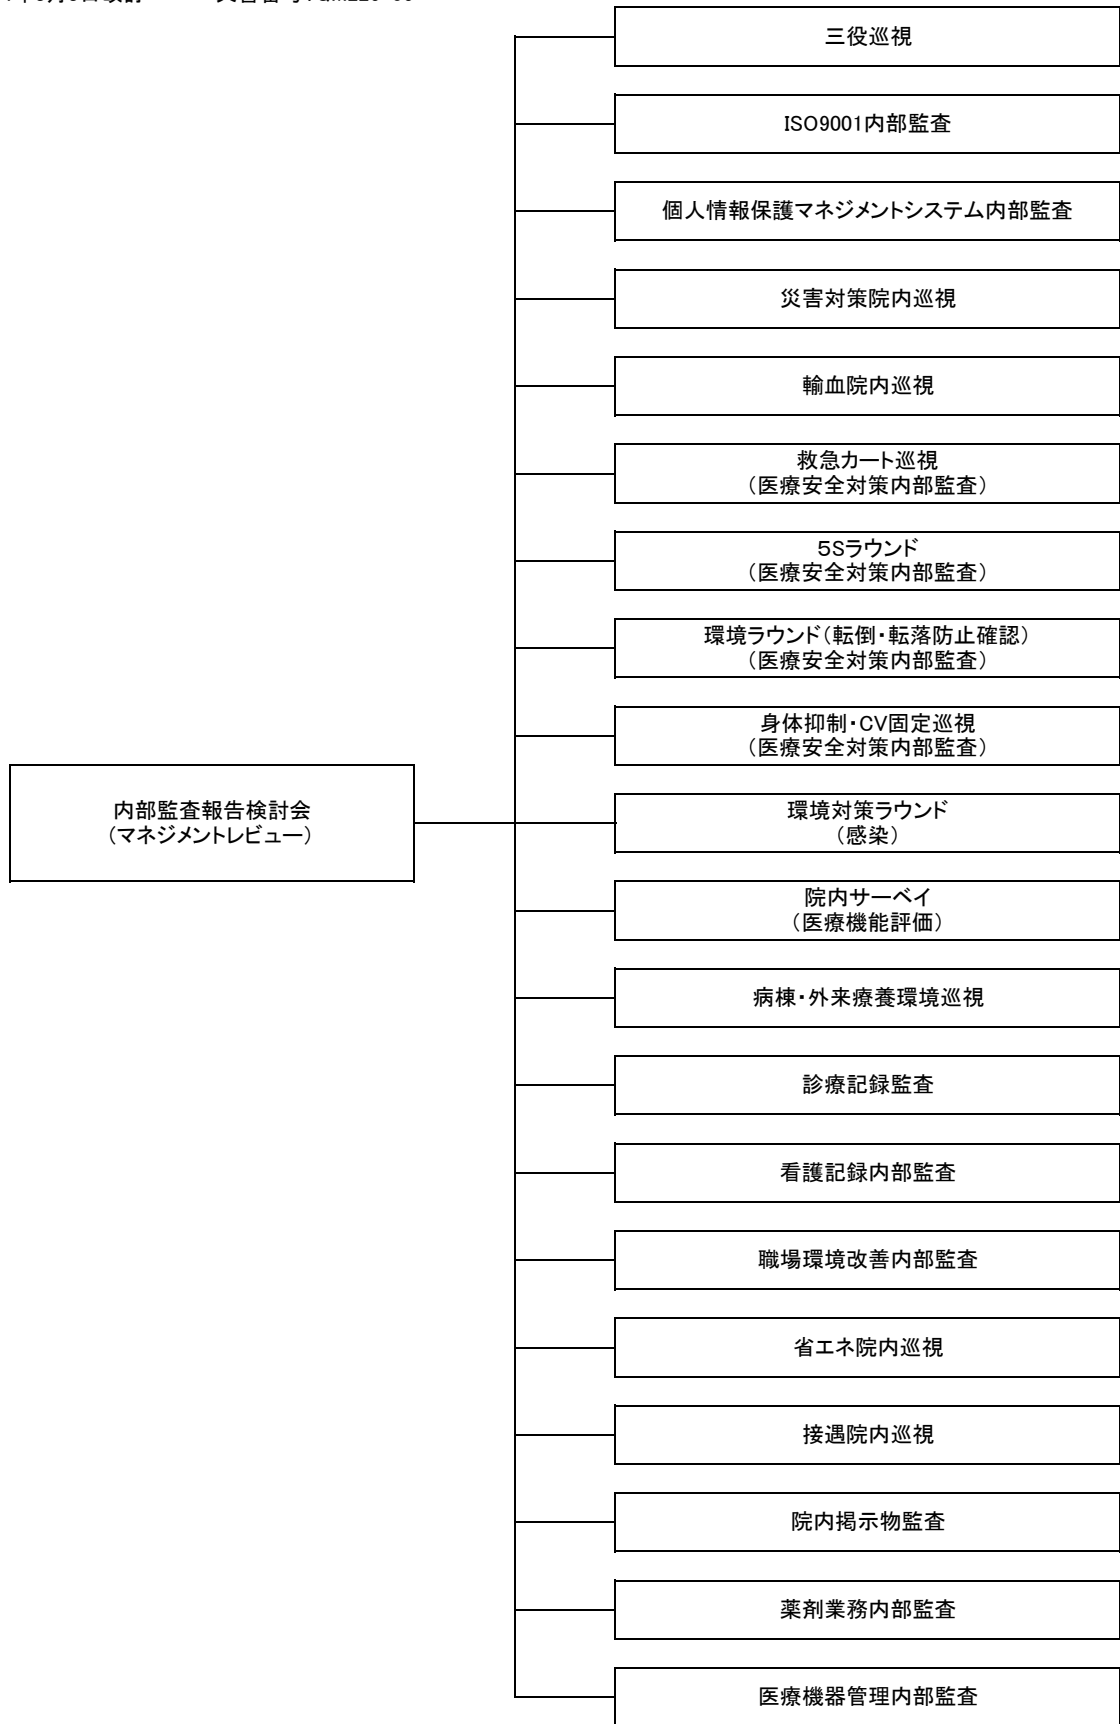 三役巡視
ISO9001内部監査
個人情報保護マネジメントシステム内部監査
災害対策院内巡視
輸血院内巡視
救急カート巡視
（医療安全対策内部監査）
５Sラウンド
（医療安全対策内部監査）
環境ラウンド（転倒・転落防止確認）
（医療安全対策内部監査）
身体抑制・CV固定巡視
（医療安全対策内部監査）
内部監査報告検討会
（マネジメントレビュー）
環境対策ラウンド
（感染）
院内サーベイ
（医療機能評価）
病棟・外来療養環境巡視
診療記録監査
看護記録内部監査
職場環境改善内部監査
省エネ院内巡視
接遇院内巡視
院内掲示物監査
薬剤業務内部監査
医療機器管理内部監査